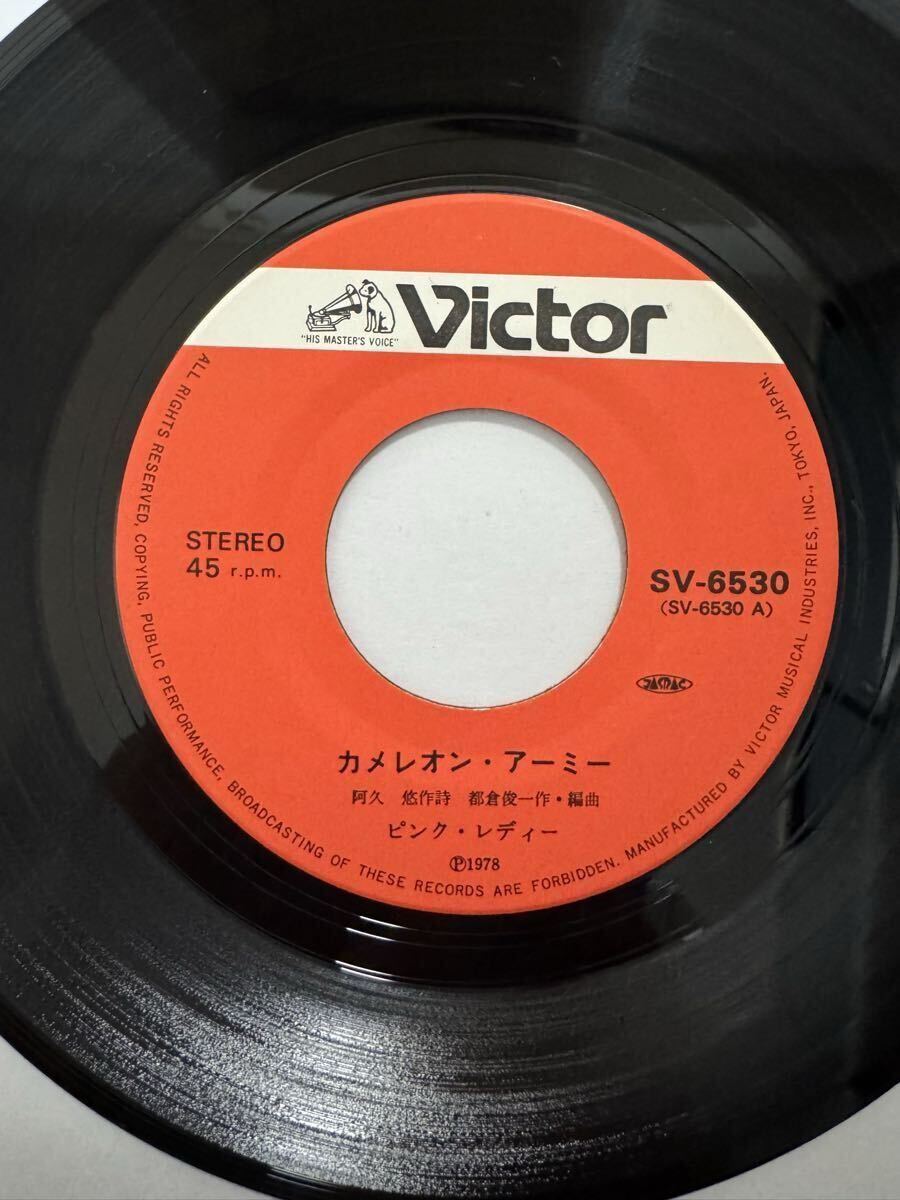 "HIS MASTER'S VOICE"
Victor
STEREO
45 r.p.m.
SV-6530
(SV-6530 A)
JASRAC
カメレオン・アーミー
阿久 悠作詩 都倉俊一作・編曲
ピンク・レディー
Ⓟ1978
ALL RIGHTS RESERVED, COPYING, PUBLIC PERFORMANCE, BROADCASTING OF THESE RECORDS ARE FORBIDDEN. MANUFACTURED BY VICTOR MUSICAL INDUSTRIES, INC., TOKYO, JAPAN.